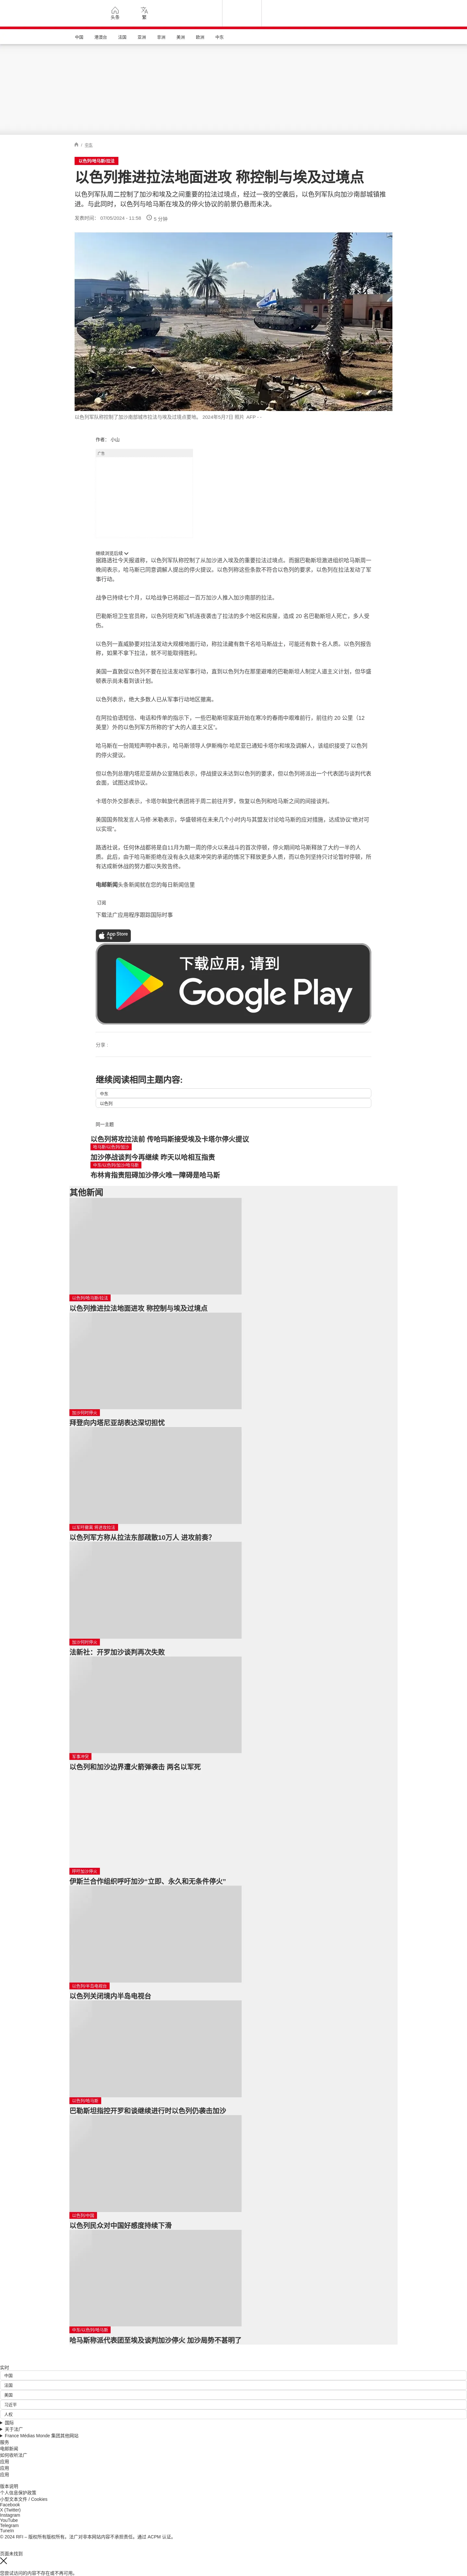 头条
繁
中国
港澳台
法国
亚洲
非洲
美洲
欧洲
中东
/ 中东
以色列/哈马斯/拉法
以色列推进拉法地面进攻 称控制与埃及过境点
以色列军队周二控制了加沙和埃及之间重要的拉法过境点，经过一夜的空袭后，以色列军队向加沙南部城镇推进。与此同时，以色列与哈马斯在埃及的停火协议的前景仍悬而未决。
发表时间： 07/05/2024 - 11:58 5 分钟
以色列军队称控制了加沙南部城市拉法与埃及过境点要地。 2024年5月7日 照片 AFP - -
作者： 小山
广告
继续浏览后续
据路透社今天报道称，以色列军队称控制了从加沙进入埃及的重要拉法过境点。而据巴勒斯坦激进组织哈马斯周一晚间表示，哈马斯已同意调解人提出的停火提议。以色列称这些条款不符合以色列的要求，以色列在拉法发动了军事行动。
战争已持续七个月，以哈战争已将超过一百万加沙人推入加沙南部的拉法。
巴勒斯坦卫生官员称，以色列坦克和飞机连夜袭击了拉法的多个地区和房屋，造成 20 名巴勒斯坦人死亡，多人受伤。
以色列一直威胁要对拉法发动大规模地面行动，称拉法藏有数千名哈马斯战士，可能还有数十名人质。以色列报告称，如果不拿下拉法，就不可能取得胜利。
美国一直敦促以色列不要在拉法发动军事行动，直到以色列为在那里避难的巴勒斯坦人制定人道主义计划，但华盛顿表示尚未看到该计划。
以色列表示，绝大多数人已从军事行动地区撤离。
在阿拉伯语短信、电话和传单的指示下，一些巴勒斯坦家庭开始在寒冷的春雨中艰难前行，前往约 20 公里（12 英里）外的以色列军方所称的“扩大的人道主义区”。
哈马斯在一份简短声明中表示，哈马斯领导人伊斯梅尔·哈尼亚已通知卡塔尔和埃及调解人，该组织接受了以色列的停火提议。
但以色列总理内塔尼亚胡办公室随后表示，停战提议未达到以色列的要求，但以色列将派出一个代表团与谈判代表会面，试图达成协议。
卡塔尔外交部表示，卡塔尔斡旋代表团将于周二前往开罗，恢复以色列和哈马斯之间的间接谈判。
美国国务院发言人马修·米勒表示，华盛顿将在未来几个小时内与其盟友讨论哈马斯的应对措施，达成协议“绝对可以实现”。
路透社说，任何休战都将是自11月为期一周的停火以来战斗的首次停顿。停火期间哈马斯释放了大约一半的人质。此后，由于哈马斯拒绝在没有永久结束冲突的承诺的情况下释放更多人质，而以色列坚持只讨论暂时停顿，所有达成新休战的努力都以失败告终。
电邮新闻头条新闻就在您的每日新闻信里
订阅
下载法广应用程序跟踪国际时事
App Store
下载应用，请到
Google Play
分享 :
继续阅读相同主题内容:
中东
以色列
同一主题
以色列将攻拉法前 传哈玛斯接受埃及卡塔尔停火提议
哈马斯/以色列/加沙
加沙停战谈判今再继续 昨天以哈相互指责
中东/以色列/加沙/哈马斯
布林肯指责阻碍加沙停火唯一障碍是哈马斯
其他新闻
以色列/哈马斯/拉法
以色列推进拉法地面进攻 称控制与埃及过境点
加沙何时停火
拜登向内塔尼亚胡表达深切担忧
以军吁撤离 将进攻拉法
以色列军方称从拉法东部疏散10万人 进攻前奏?
加沙何时停火
法新社：开罗加沙谈判再次失败
军事冲突
以色列和加沙边界遭火箭弹袭击 两名以军死
呼吁加沙停火
伊斯兰合作组织呼吁加沙“立即、永久和无条件停火”
以色列/半岛电视台
以色列关闭境内半岛电视台
以色列/哈马斯
巴勒斯坦指控开罗和谈继续进行时以色列仍袭击加沙
以色列/中国
以色列民众对中国好感度持续下滑
中东/以色列/哈马斯
哈马斯称派代表团至埃及谈判加沙停火 加沙局势不甚明了
实时
中国
法国
美国
习近平
人权
国际
关于法广
France Médias Monde 集团其他网站
服务
电邮新闻
如何收听法广
应用
应用
应用
版本说明
个人信息保护政策
小型文本文件 / Cookies
Facebook
X (Twitter)
Instagram
YouTube
Telegram
TuneIn
© 2024 RFI – 版权所有版权所有。法广对非本网站内容不承担责任。通过 ACPM 认证。
页面未找到
您尝试访问的内容不存在或不再可用。